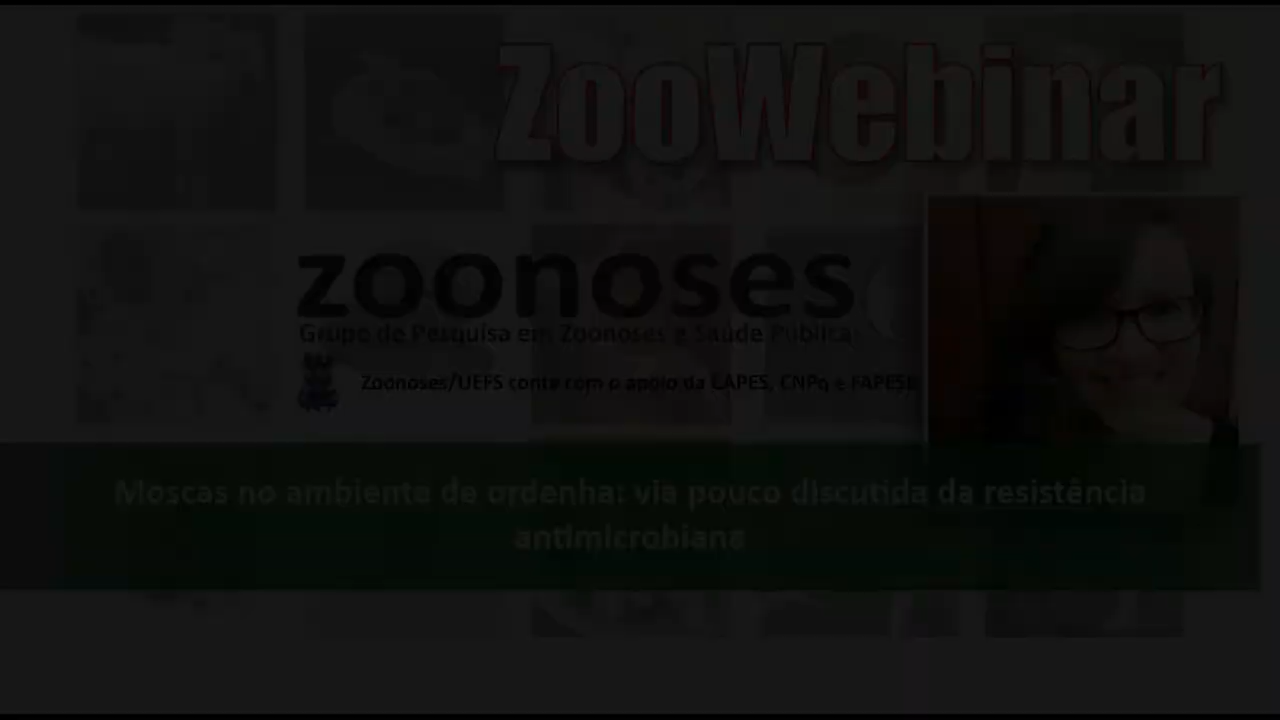 ZooWebinar
zoonoses
Grupo de Pesquisa em Zoonoses e Saúde Pública
Zoonoses/UEFS conta com o apoio da CAPES, CNPq e FAPESB
Moscas no ambiente de ordenha: via pouco discutida da resistência
antimicrobiana